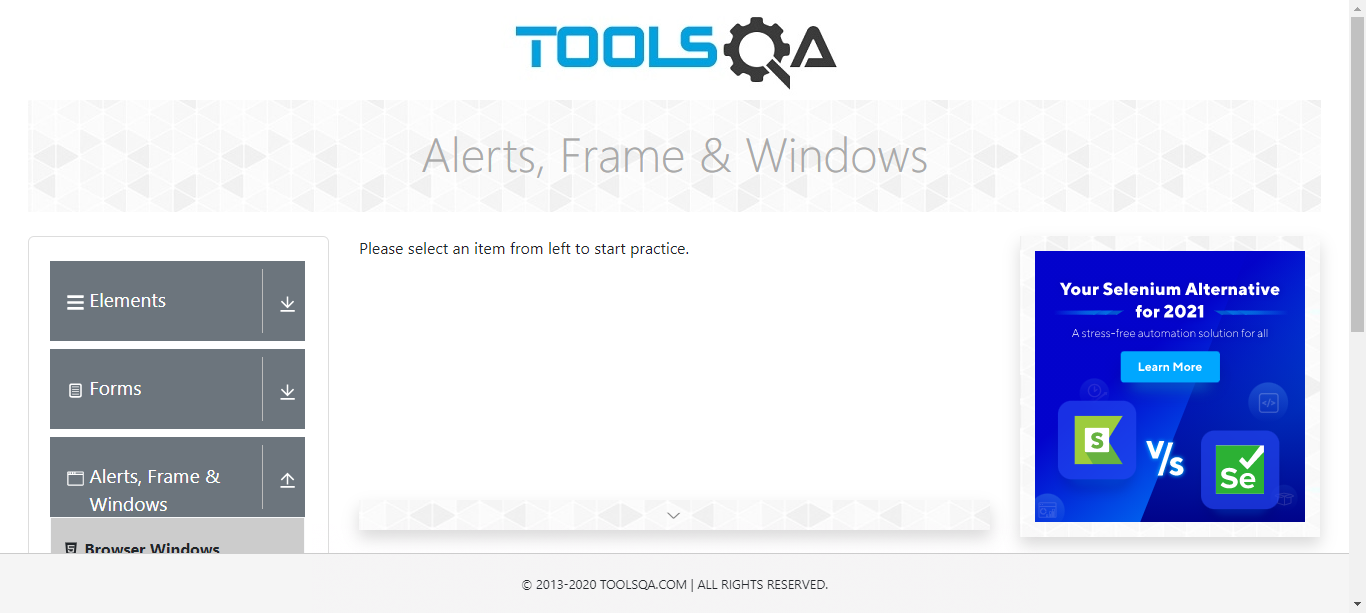 TOOLSQA
Alerts, Frame & Windows
Elements
Forms
Alerts, Frame &
Windows
Browser Windows
Please select an item from left to start practice.
Your Selenium Alternative
for 2021
A stress-free automation solution for all
Learn More
S
V/s
Se
© 2013-2020 TOOLSQA.COM | ALL RIGHTS RESERVED.